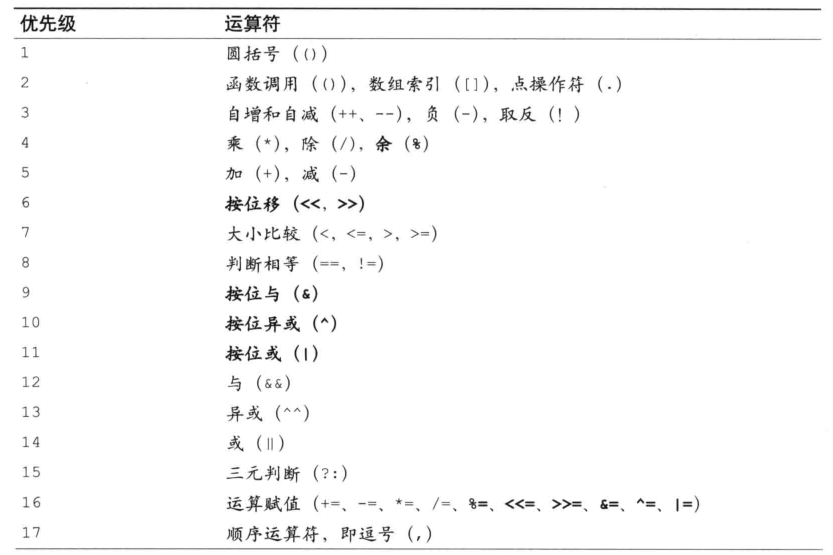 优先级 运算符
1 圆括号（()）
2 函数调用（()），数组索引（[]），点操作符（.）
3 自增和自减（++、--），负（-），取反（!）
4 乘（*），除（/），余（%）
5 加（+），减（-）
6 按位移（<<，>>）
7 大小比较（<，<=，>，>=）
8 判断相等（==，!=）
9 按位与（&）
10 按位异或（^）
11 按位或（|）
12 与（&&）
13 异或（^^）
14 或（||）
15 三元判断（?:）
16 运算赋值（+=、-=、*=、/=、%=、<<=、>>=、&=、^=、|=）
17 顺序运算符，即逗号（,）